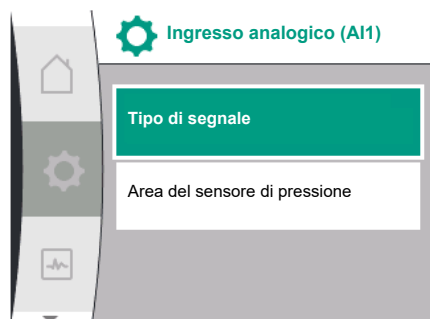 Ingresso analogico (AI1)
Tipo di segnale
Area del sensore di pressione